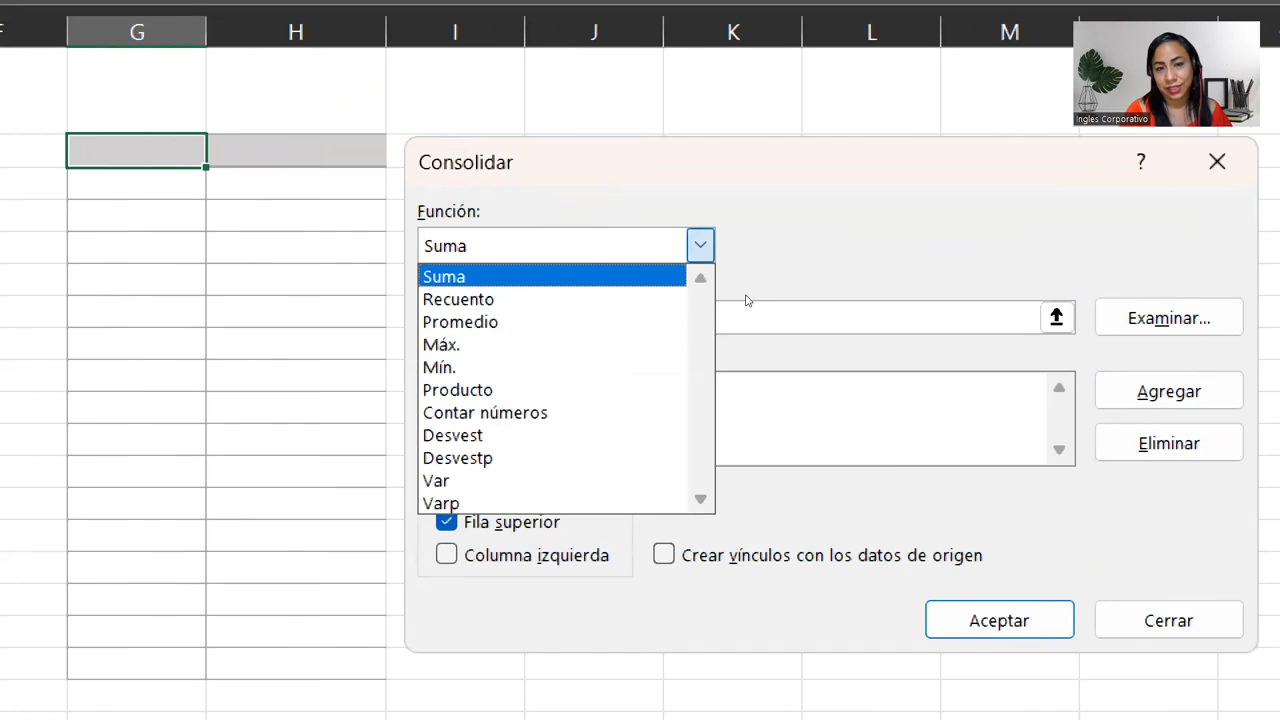 F G H I J K L M
Ingles Corporativo
Consolidar ?
Función:
Suma
Suma
Recuento
Promedio
Máx.
Mín.
Producto
Contar números
Desvest
Desvestp
Var
Varp
Examinar...
Agregar
Eliminar
Fila superior
Columna izquierda
Crear vínculos con los datos de origen
Aceptar
Cerrar